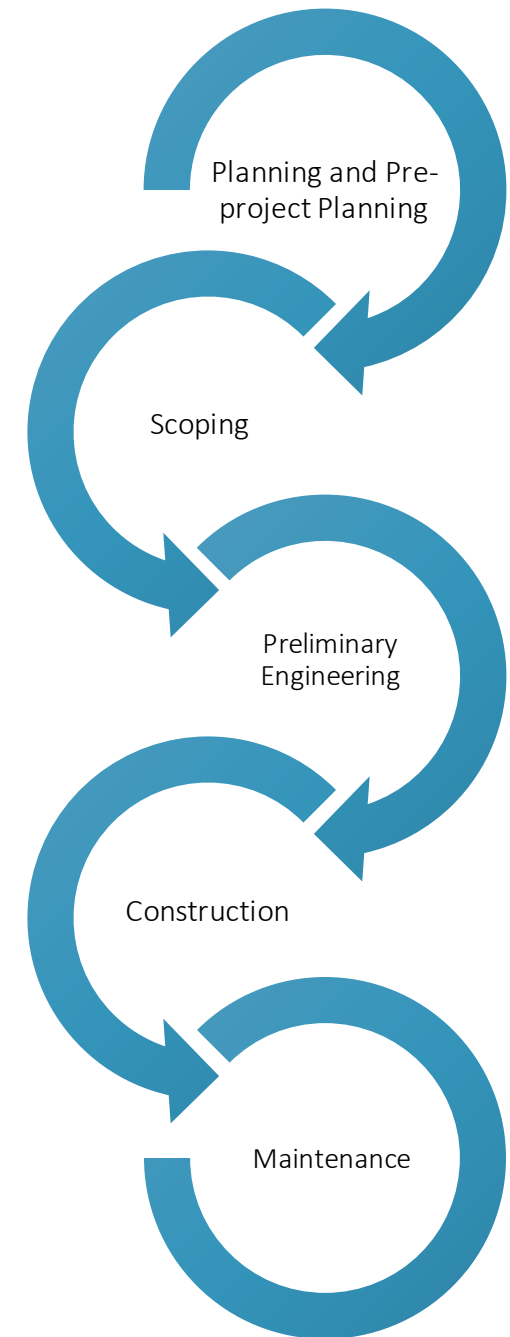 Planning and Pre-
project Planning
Scoping
Preliminary
Engineering
Construction
Maintenance